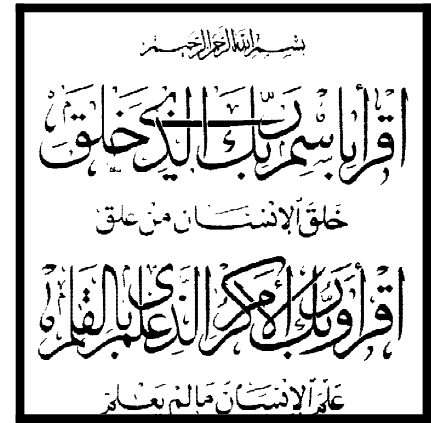 بسم الله الرحمن الرحيم
اقرأ باسم ربك الذي خلق
خلق الإنسان من علق
اقرأ وربك الأكرم الذي علم بالقلم
علم الإنسان ما لم يعلم